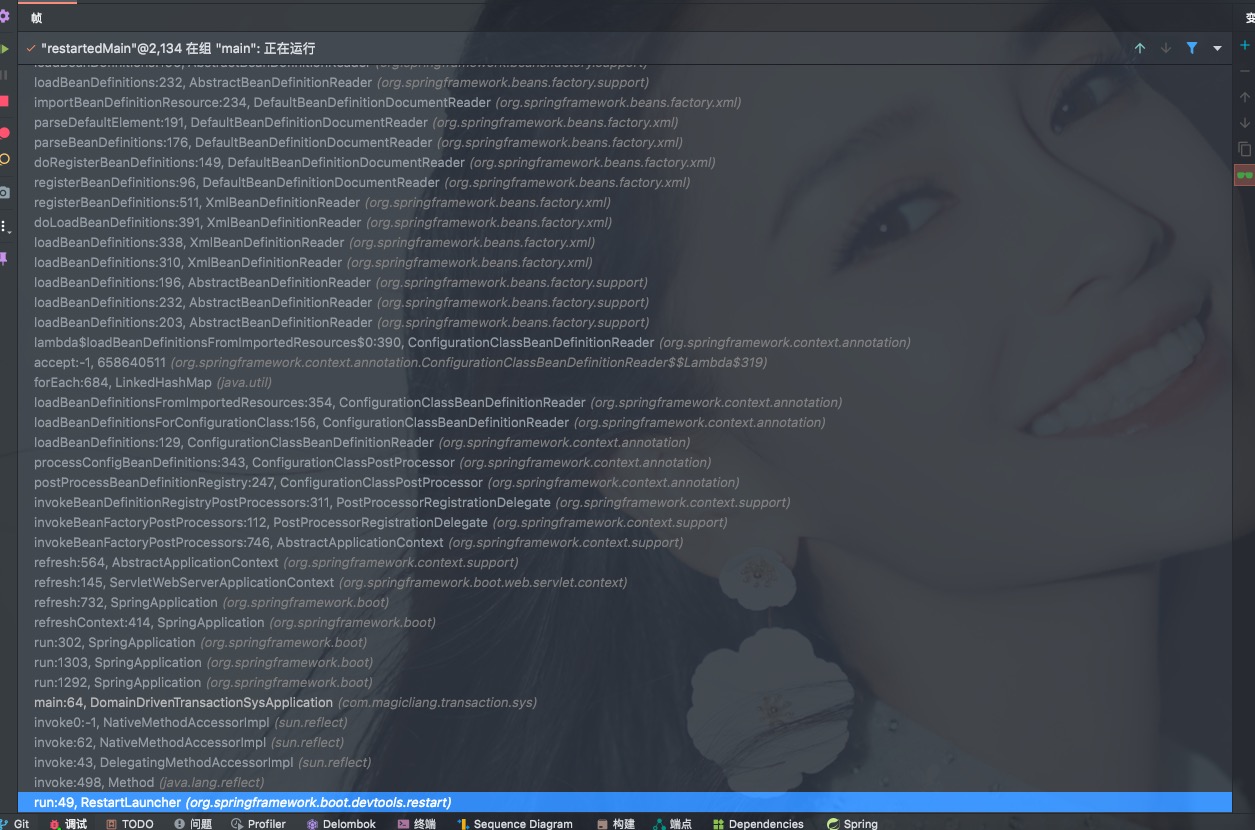 帧
"restartedMain"@2,134 在组 "main": 正在运行
loadBeanDefinitions:232, AbstractBeanDefinitionReader (org.springframework.beans.factory.support)
importBeanDefinitionResource:234, DefaultBeanDefinitionDocumentReader (org.springframework.beans.factory.xml)
parseDefaultElement:191, DefaultBeanDefinitionDocumentReader (org.springframework.beans.factory.xml)
parseBeanDefinitions:176, DefaultBeanDefinitionDocumentReader (org.springframework.beans.factory.xml)
doRegisterBeanDefinitions:149, DefaultBeanDefinitionDocumentReader (org.springframework.beans.factory.xml)
registerBeanDefinitions:96, DefaultBeanDefinitionDocumentReader (org.springframework.beans.factory.xml)
registerBeanDefinitions:511, XmlBeanDefinitionReader (org.springframework.beans.factory.xml)
doLoadBeanDefinitions:391, XmlBeanDefinitionReader (org.springframework.beans.factory.xml)
loadBeanDefinitions:338, XmlBeanDefinitionReader (org.springframework.beans.factory.xml)
loadBeanDefinitions:310, XmlBeanDefinitionReader (org.springframework.beans.factory.xml)
loadBeanDefinitions:196, AbstractBeanDefinitionReader (org.springframework.beans.factory.support)
loadBeanDefinitions:232, AbstractBeanDefinitionReader (org.springframework.beans.factory.support)
loadBeanDefinitions:203, AbstractBeanDefinitionReader (org.springframework.beans.factory.support)
lambda$loadBeanDefinitionsFromImportedResources$0:390, ConfigurationClassBeanDefinitionReader (org.springframework.context.annotation)
accept:-1, 658640511 (org.springframework.context.annotation.ConfigurationClassBeanDefinitionReader$$Lambda$319)
forEach:684, LinkedHashMap (java.util)
loadBeanDefinitionsFromImportedResources:354, ConfigurationClassBeanDefinitionReader (org.springframework.context.annotation)
loadBeanDefinitionsForConfigurationClass:156, ConfigurationClassBeanDefinitionReader (org.springframework.context.annotation)
loadBeanDefinitions:129, ConfigurationClassBeanDefinitionReader (org.springframework.context.annotation)
processConfigBeanDefinitions:343, ConfigurationClassPostProcessor (org.springframework.context.annotation)
postProcessBeanDefinitionRegistry:247, ConfigurationClassPostProcessor (org.springframework.context.annotation)
invokeBeanDefinitionRegistryPostProcessors:311, PostProcessorRegistrationDelegate (org.springframework.context.support)
invokeBeanFactoryPostProcessors:112, PostProcessorRegistrationDelegate (org.springframework.context.support)
invokeBeanFactoryPostProcessors:746, AbstractApplicationContext (org.springframework.context.support)
refresh:564, AbstractApplicationContext (org.springframework.context.support)
refresh:145, ServletWebServerApplicationContext (org.springframework.boot.web.servlet.context)
refresh:732, SpringApplication (org.springframework.boot)
refreshContext:414, SpringApplication (org.springframework.boot)
run:302, SpringApplication (org.springframework.boot)
run:1303, SpringApplication (org.springframework.boot)
run:1292, SpringApplication (org.springframework.boot)
main:64, DomainDrivenTransactionSysApplication (com.magicliang.transaction.sys)
invoke0:-1, NativeMethodAccessorImpl (sun.reflect)
invoke:62, NativeMethodAccessorImpl (sun.reflect)
invoke:43, DelegatingMethodAccessorImpl (sun.reflect)
invoke:498, Method (java.lang.reflect)
run:49, RestartLauncher (org.springframework.boot.devtools.restart)
Git 调试 TODO 问题 Profiler Delombok 终端 Sequence Diagram 构建 端点 Dependencies Spring